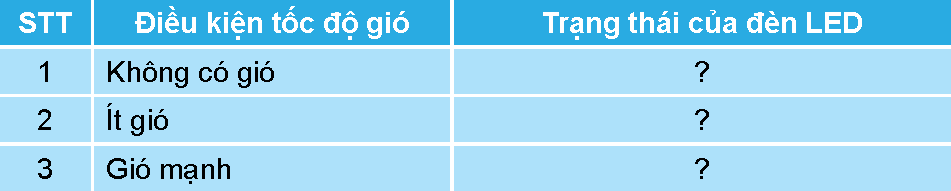 STT Điều kiện tốc độ gió Trạng thái của đèn LED
1 Không có gió ?
2 Ít gió ?
3 Gió mạnh ?